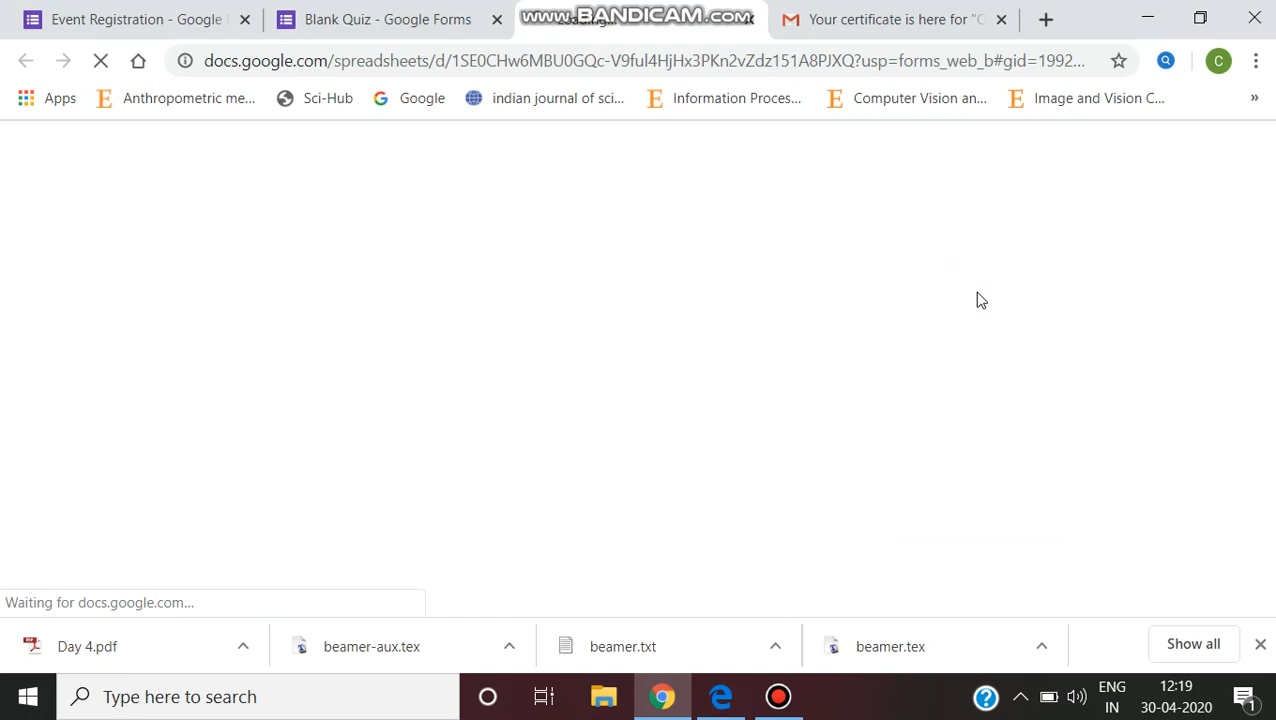 Event Registration - Google F
Blank Quiz - Google Forms
www.BANDICAM.com
Your certificate is here for "C
docs.google.com/spreadsheets/d/1SE0CHw6MBU0GQc-V9ful4HjHx3PKn2vZdz151A8PJXQ?usp=forms_web_b#gid=1992...
C
Apps
Anthropometric me...
Sci-Hub
Google
indian journal of sci...
Information Proces...
Computer Vision an...
Image and Vision C...
»
Waiting for docs.google.com...
Day 4.pdf
beamer-aux.tex
beamer.txt
beamer.tex
Show all
Type here to search
ENG
IN
12:19
30-04-2020
1